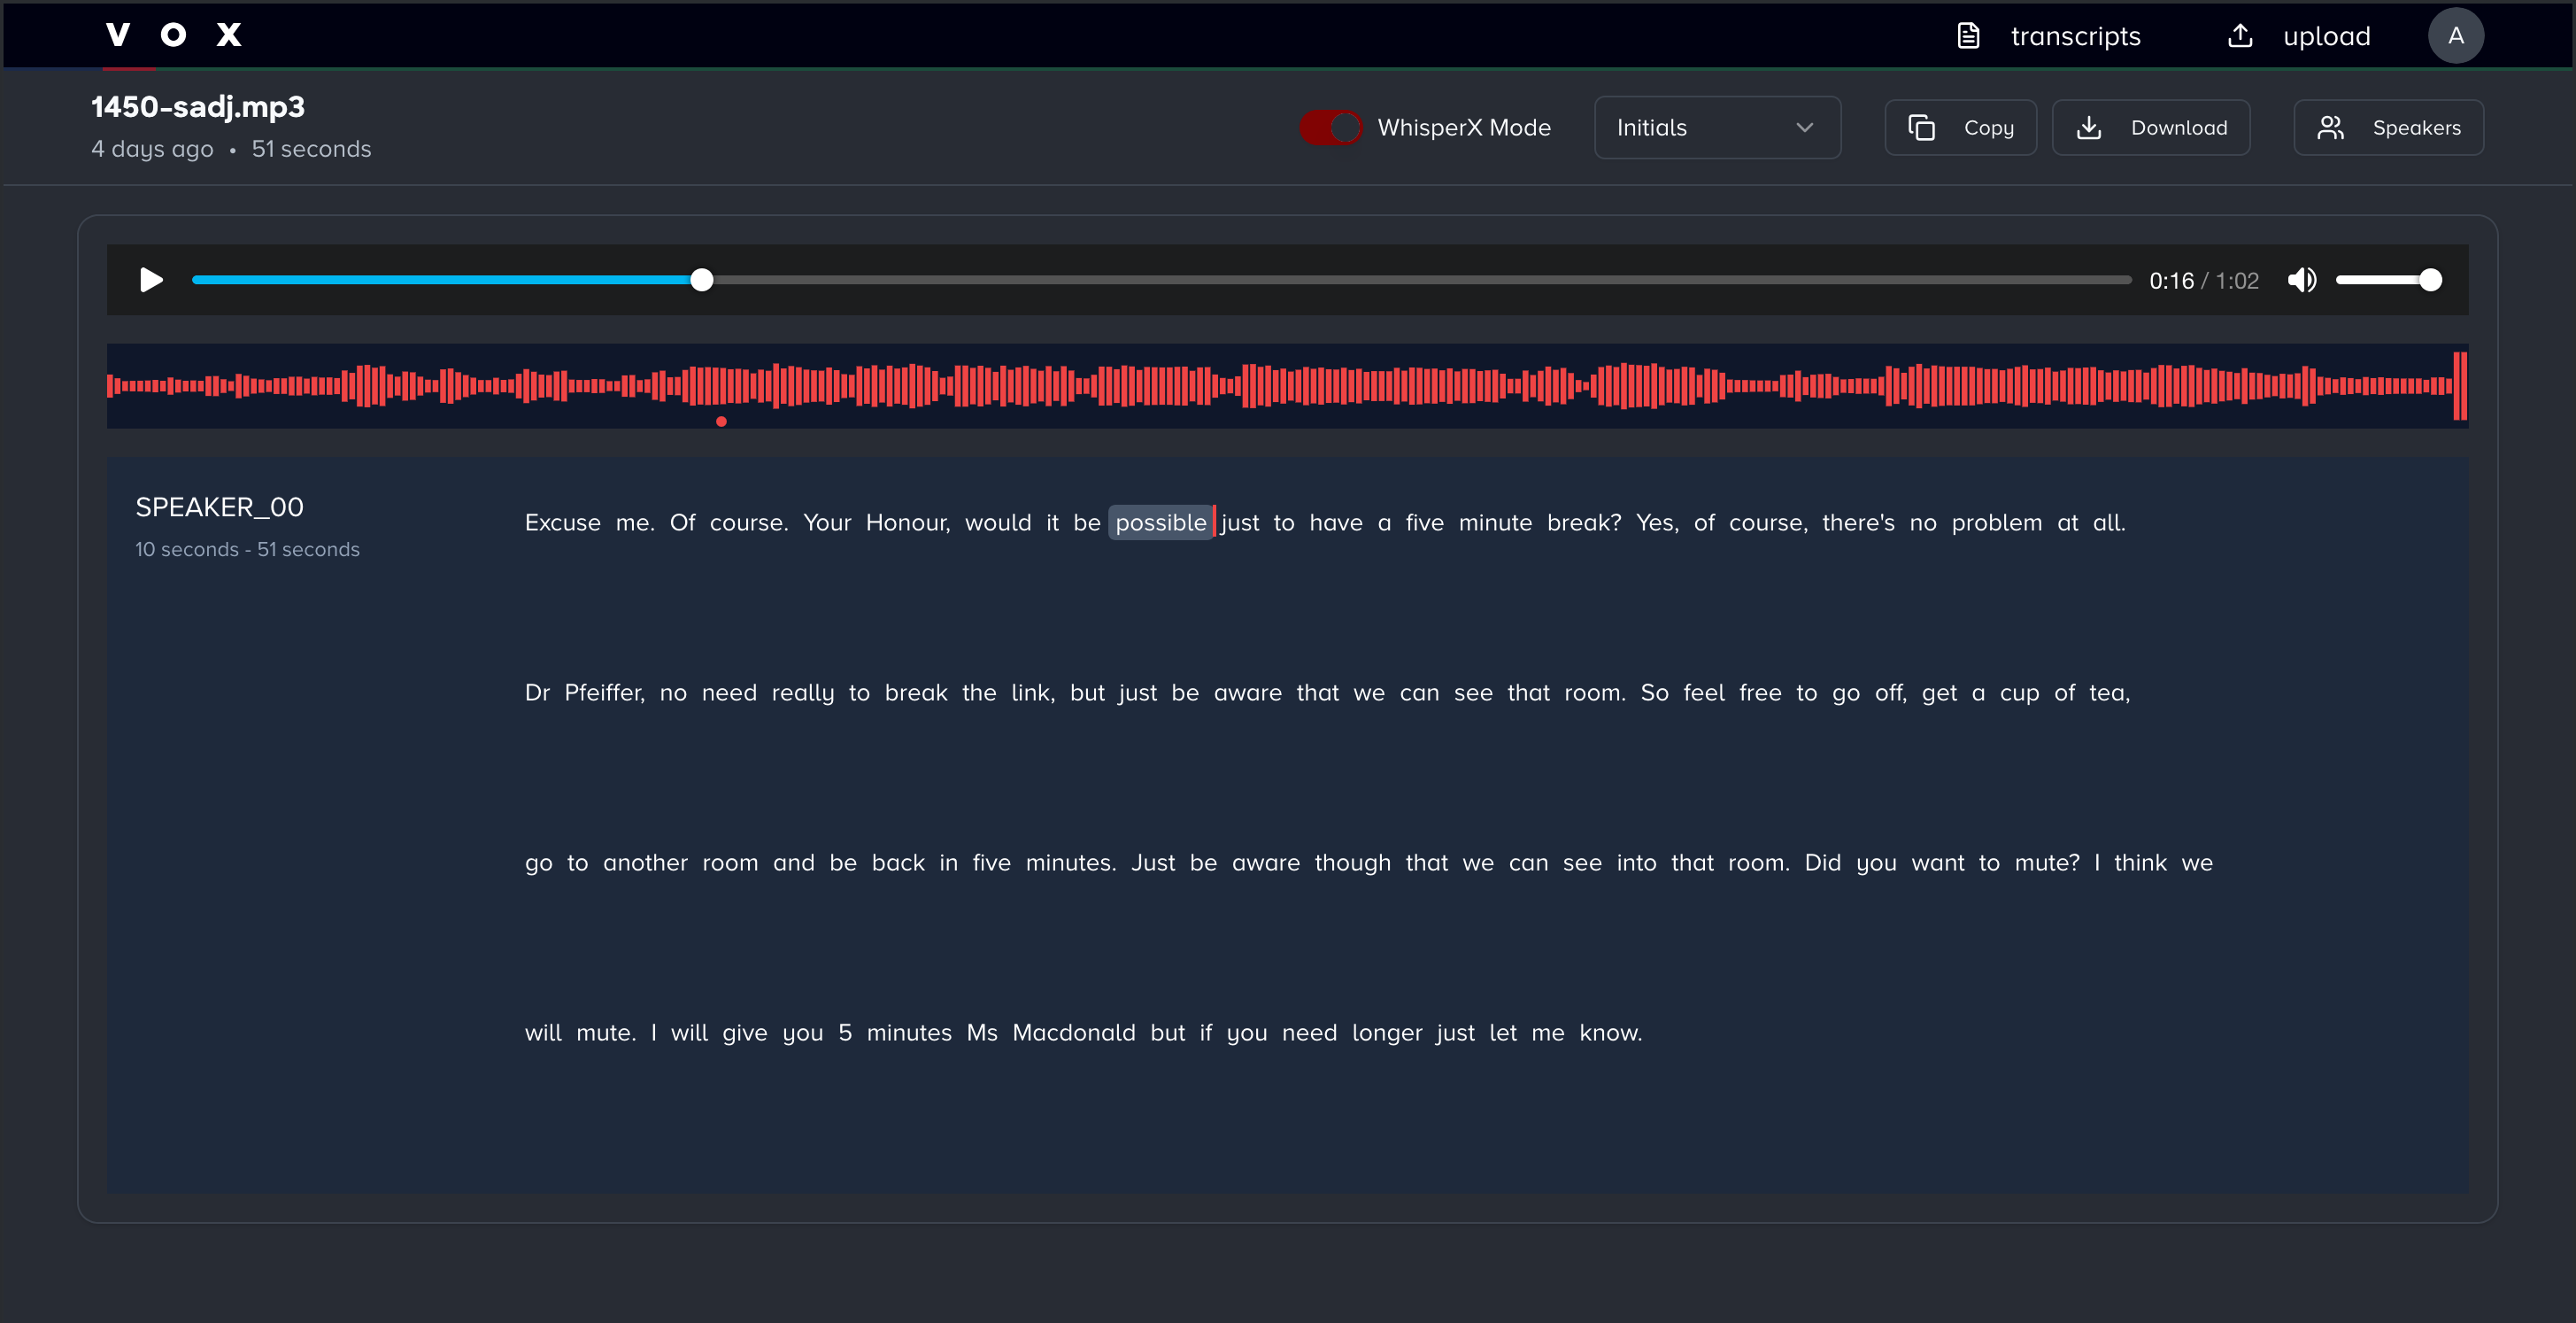 VOX
transcripts
upload
A
1450-sadj.mp3
4 days ago • 51 seconds
WhisperX Mode
Initials
Copy
Download
Speakers
0:16 / 1:02
SPEAKER_00
10 seconds - 51 seconds
Excuse me. Of course. Your Honour, would it be possible just to have a five minute break? Yes, of course, there's no problem at all.
Dr Pfeiffer, no need really to break the link, but just be aware that we can see that room. So feel free to go off, get a cup of tea,
go to another room and be back in five minutes. Just be aware though that we can see into that room. Did you want to mute? I think we
will mute. I will give you 5 minutes Ms Macdonald but if you need longer just let me know.